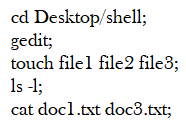 cd Desktop/shell;
gedit;
touch file1 file2 file3;
ls -l;
cat doc1.txt doc3.txt;